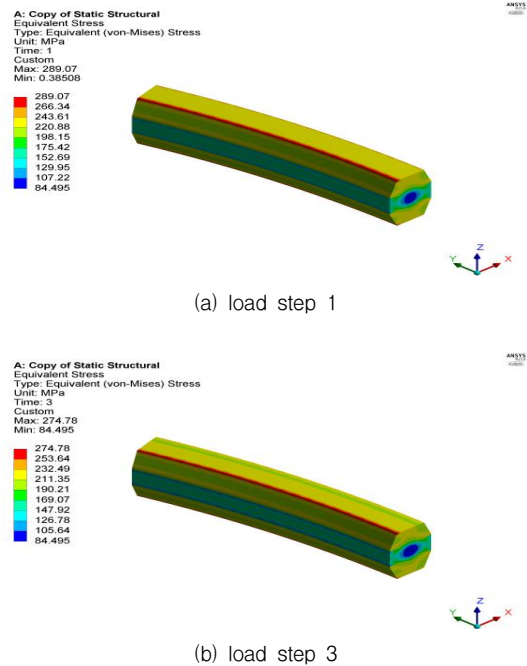 A: Copy of Static Structural
Equivalent Stress
Type: Equivalent (von-Mises) Stress
Unit: MPa
Time: 1
Custom
Max: 289.07
Min: 0.38508
289.07
266.34
243.61
220.88
198.15
175.42
152.69
129.95
107.22
84.495
ANSYS
Z
Y
X
(a) load step 1
A: Copy of Static Structural
Equivalent Stress
Type: Equivalent (von-Mises) Stress
Unit: MPa
Time: 3
Custom
Max: 274.78
Min: 84.495
274.78
253.64
232.49
211.35
190.21
169.07
147.92
126.78
105.64
84.495
ANSYS
Z
Y
X
(b) load step 3